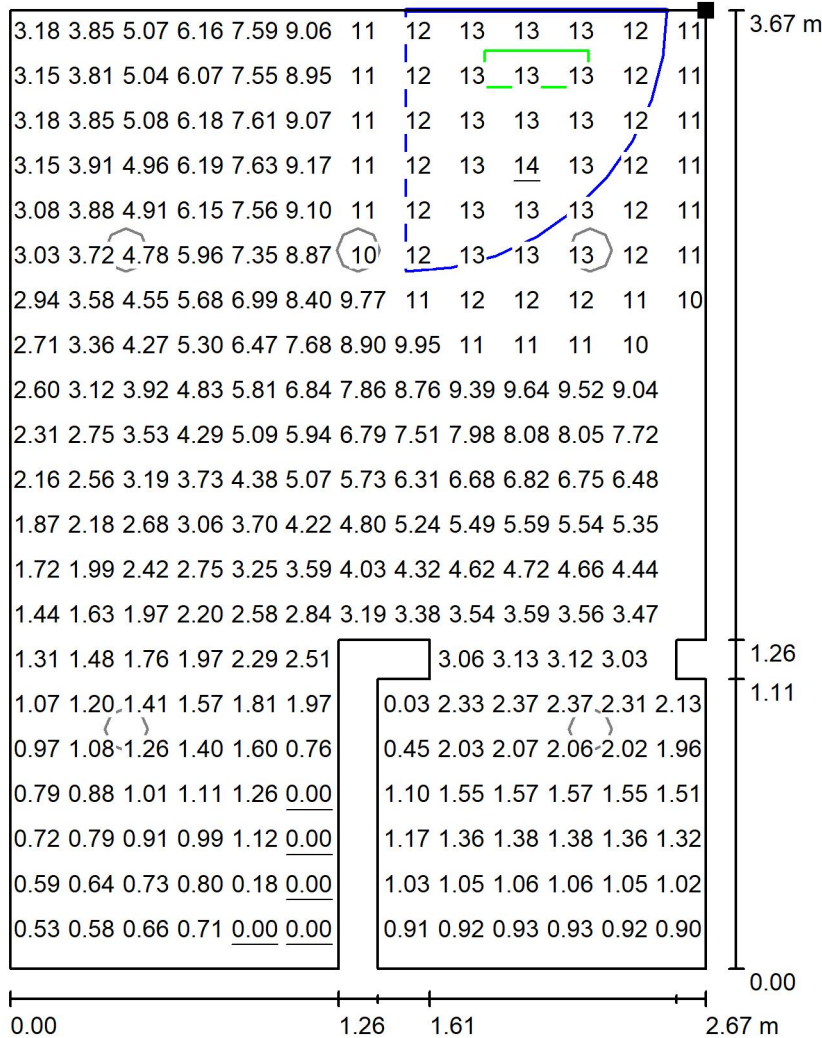 3.18 3.85 5.07 6.16 7.59 9.06 11 12 13 13 13 12 11 3.67 m
3.15 3.81 5.04 6.07 7.55 8.95 11 12 13 13 13 12 11
3.18 3.85 5.08 6.18 7.61 9.07 11 12 13 13 13 12 11
3.15 3.91 4.96 6.19 7.63 9.17 11 12 13 14 13 12 11
3.08 3.88 4.91 6.15 7.56 9.10 11 12 13 13 13 12 11
3.03 3.72 4.78 5.96 7.35 8.87 10 12 13 13 13 12 11
2.94 3.58 4.55 5.68 6.99 8.40 9.77 11 12 12 12 11 10
2.71 3.36 4.27 5.30 6.47 7.68 8.90 9.95 11 11 11 10
2.60 3.12 3.92 4.83 5.81 6.84 7.86 8.76 9.39 9.64 9.52 9.04
2.31 2.75 3.53 4.29 5.09 5.94 6.79 7.51 7.98 8.08 8.05 7.72
2.16 2.56 3.19 3.73 4.38 5.07 5.73 6.31 6.68 6.82 6.75 6.48
1.87 2.18 2.68 3.06 3.70 4.22 4.80 5.24 5.49 5.59 5.54 5.35
1.72 1.99 2.42 2.75 3.25 3.59 4.03 4.32 4.62 4.72 4.66 4.44
1.44 1.63 1.97 2.20 2.58 2.84 3.19 3.38 3.54 3.59 3.56 3.47
1.31 1.48 1.76 1.97 2.29 2.51 3.06 3.13 3.12 3.03 1.26
1.07 1.20 1.41 1.57 1.81 1.97 0.03 2.33 2.37 2.37 2.31 2.13 1.11
0.97 1.08 1.26 1.40 1.60 0.76 0.45 2.03 2.07 2.06 2.02 1.96
0.79 0.88 1.01 1.11 1.26 0.00 1.10 1.55 1.57 1.57 1.55 1.51
0.72 0.79 0.91 0.99 1.12 0.00 1.17 1.36 1.38 1.38 1.36 1.32
0.59 0.64 0.73 0.80 0.18 0.00 1.03 1.05 1.06 1.06 1.05 1.02
0.53 0.58 0.66 0.71 0.00 0.00 0.91 0.92 0.93 0.93 0.92 0.90
0.00
0.00 1.26 1.61 2.67 m